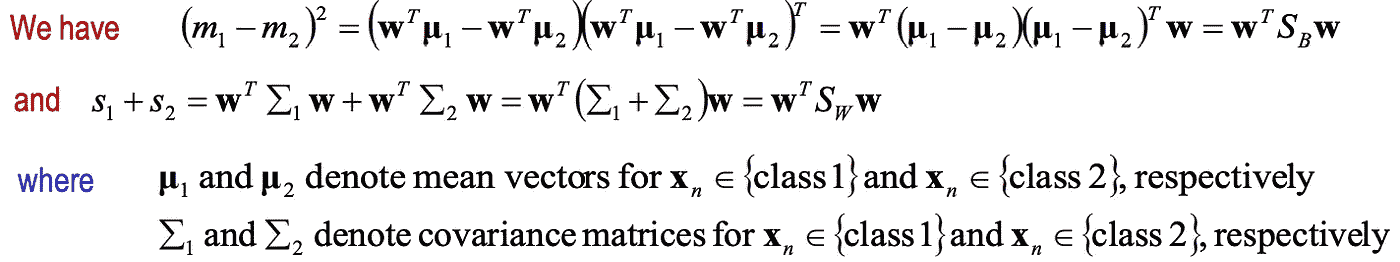 We have (m₁ − m₂)² = (𝐰ᵀ𝛍₁ − 𝐰ᵀ𝛍₂)(𝐰ᵀ𝛍₁ − 𝐰ᵀ𝛍₂)ᵀ = 𝐰ᵀ(𝛍₁ − 𝛍₂)(𝛍₁ − 𝛍₂)ᵀ𝐰 = 𝐰ᵀS_B𝐰
and s₁ + s₂ = 𝐰ᵀ∑₁𝐰 + 𝐰ᵀ∑₂𝐰 = 𝐰ᵀ(∑₁ + ∑₂)𝐰 = 𝐰ᵀS_W𝐰
where 𝛍₁ and 𝛍₂ denote mean vectors for 𝐱ₙ ∈ {class 1} and 𝐱ₙ ∈ {class 2}, respectively
∑₁ and ∑₂ denote covariance matrices for 𝐱ₙ ∈ {class 1} and 𝐱ₙ ∈ {class 2}, respectively